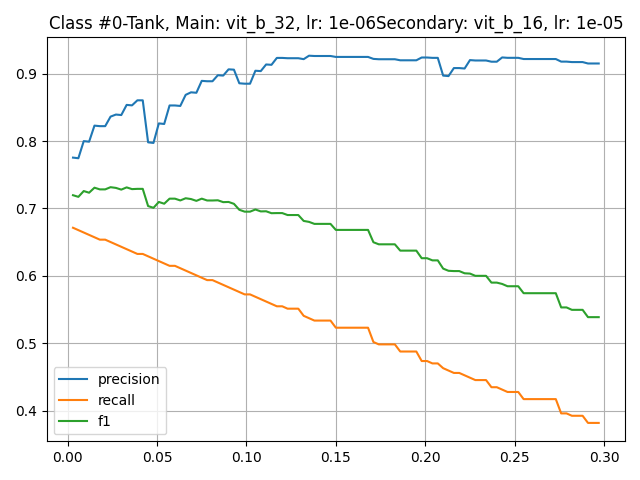 Class #0-Tank, Main: vit_b_32, lr: 1e-06Secondary: vit_b_16, lr: 1e-05
0.9
0.8
0.7
0.6
0.5
0.4
precision
recall
f1
0.00 0.05 0.10 0.15 0.20 0.25 0.30